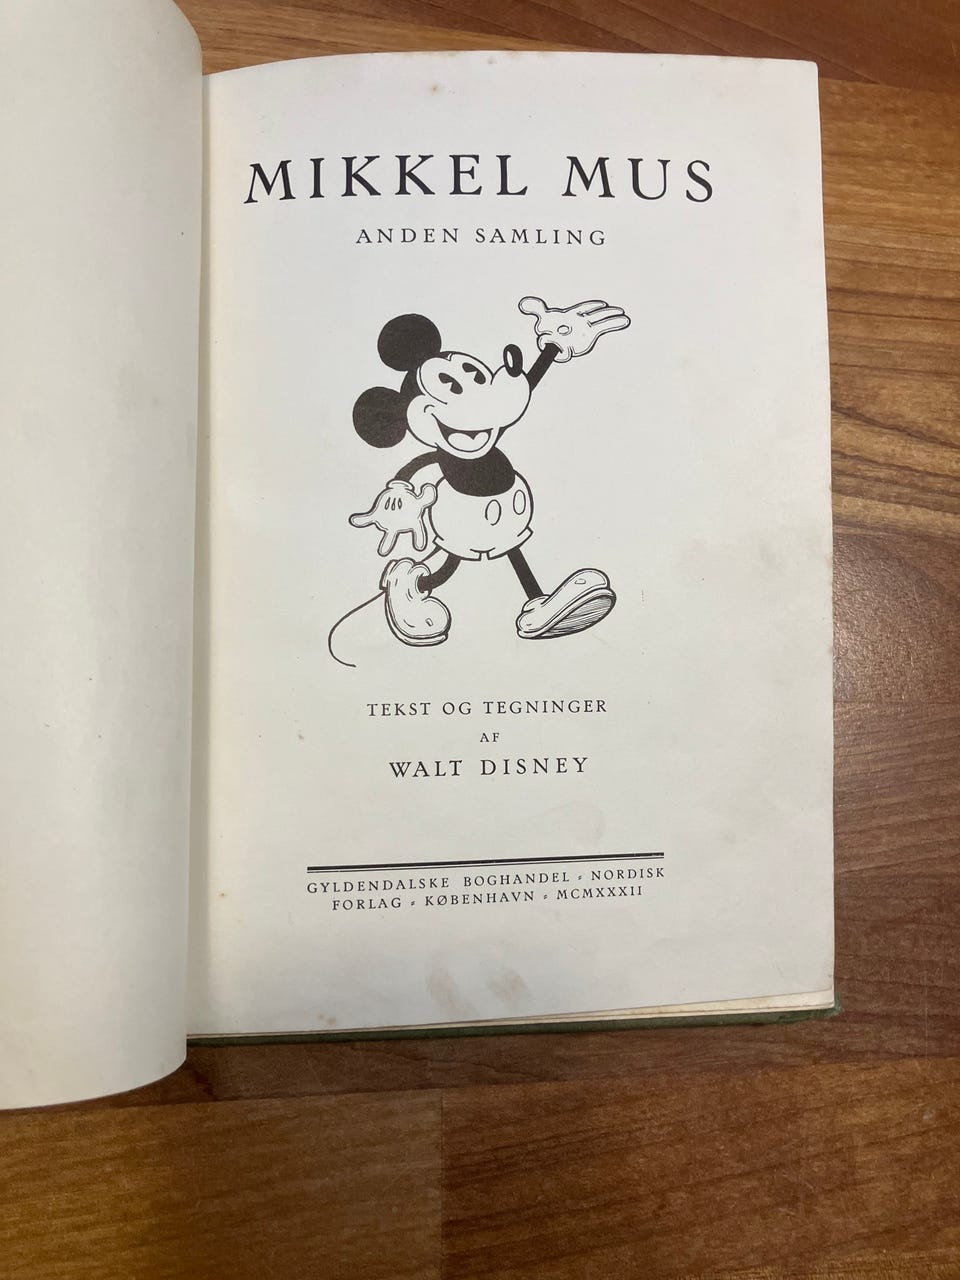 MIKKEL MUS
ANDEN SAMLING
TEKST OG TEGNINGER
AF
WALT DISNEY
GYLDENDALSKE BOGHANDEL - NORDISK
FORLAG - KØBENHAVN - MCMXXXII